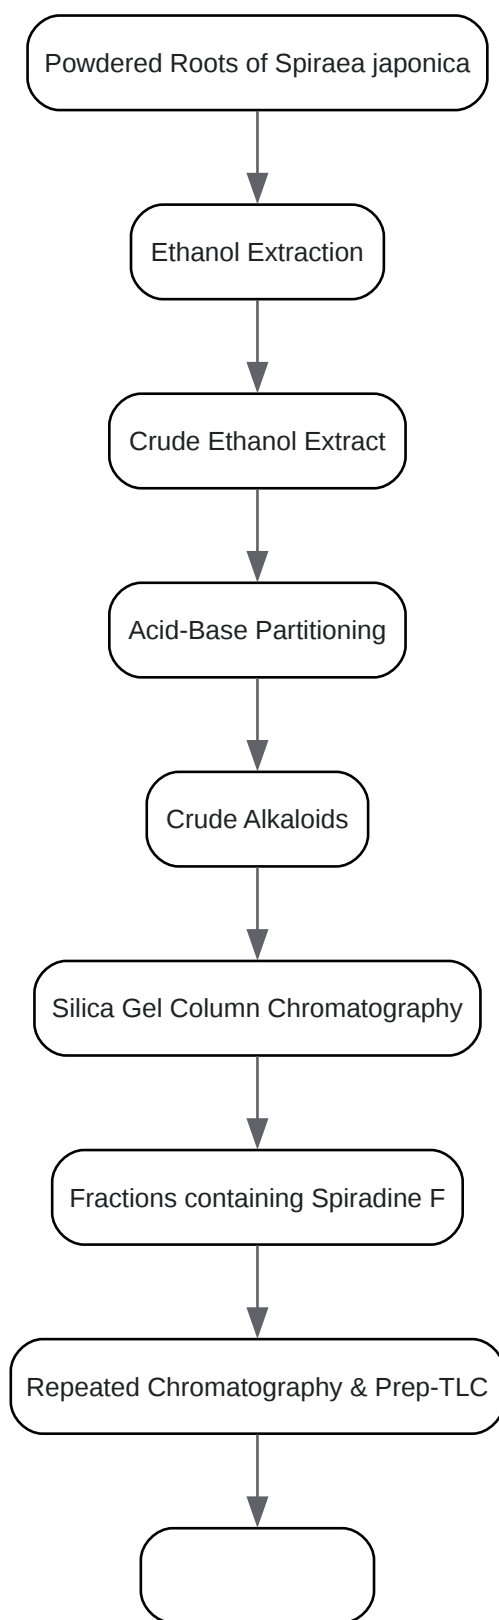 Powdered Roots of Spiraea japonica
Ethanol Extraction
Crude Ethanol Extract
Acid-Base Partitioning
Crude Alkaloids
Silica Gel Column Chromatography
Fractions containing Spiradine F
Repeated Chromatography & Prep-TLC